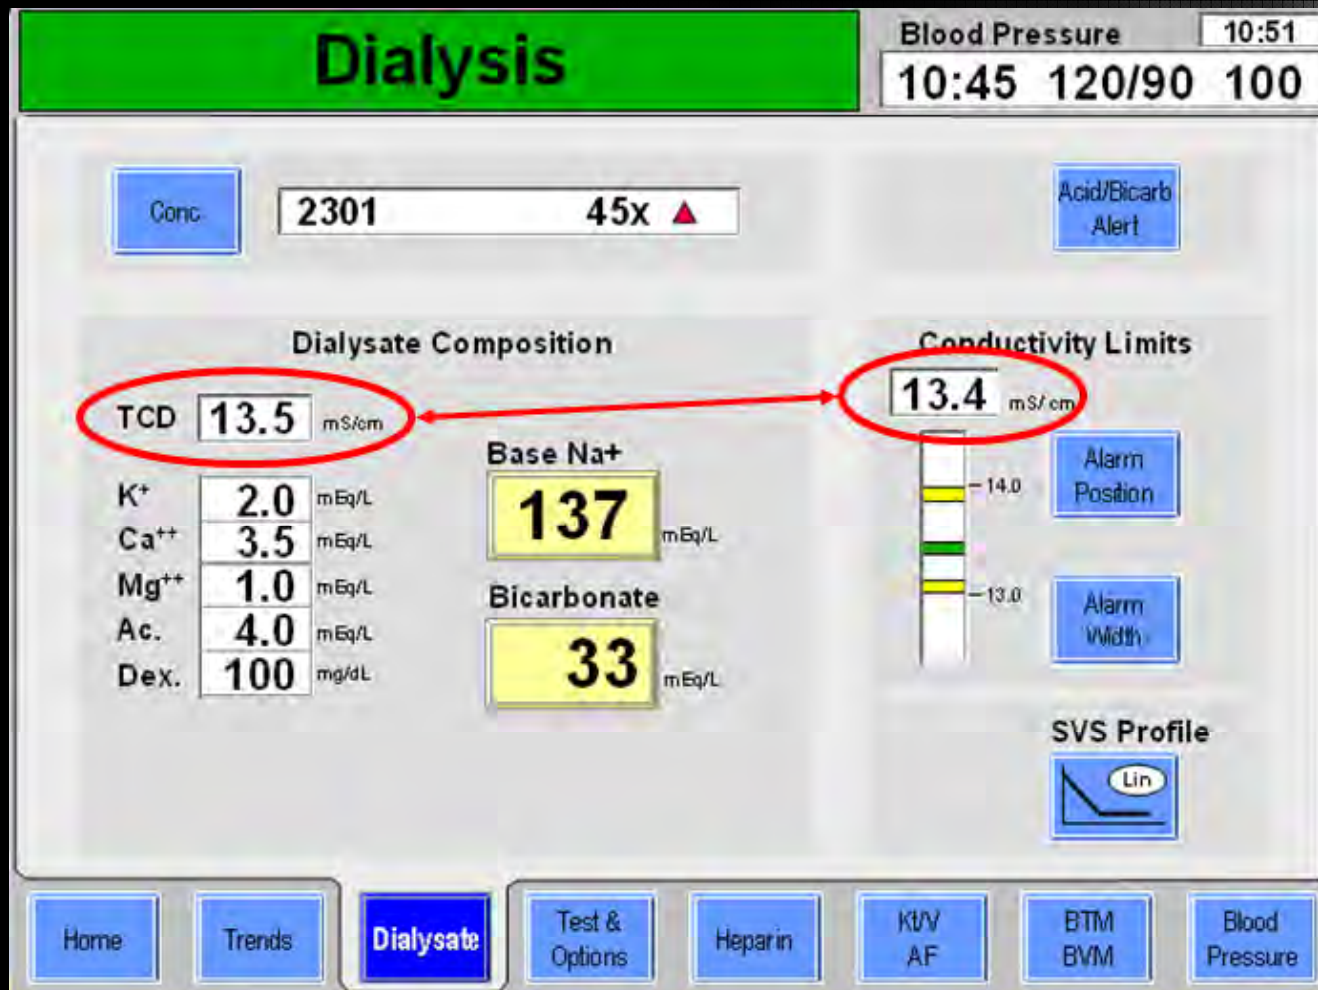 Dialysis
Blood Pressure 10:51
10:45 120/90 100
Conc 2301 45x
Acid/Bicarb
Alert
Dialysate Composition
TCD 13.5 mS/cm
K+ 2.0 mEq/L
Ca++ 3.5 mEq/L
Mg++ 1.0 mEq/L
Ac. 4.0 mEq/L
Dex. 100 mg/dL
Base Na+
137 mEq/L
Bicarbonate
33 mEq/L
Conductivity Limits
13.4 mS/cm
14.0
13.0
Alarm
Position
Alarm
Width
SVS Profile
Lin
Home
Trends
Dialysate
Test &
Options
Heparin
Kt/V
AF
BTM
BVM
Blood
Pressure